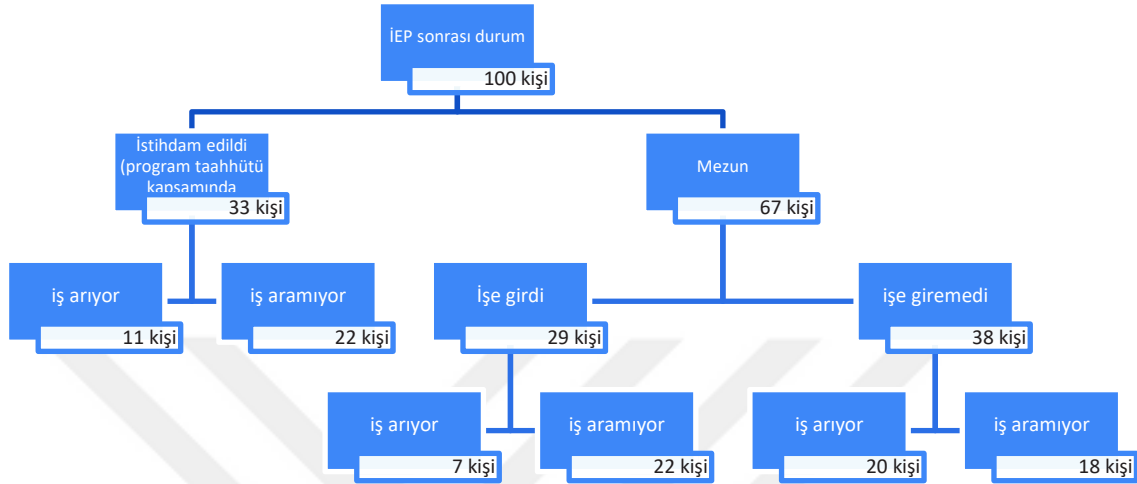 İEP sonrası durum
100 kişi
İstihdam edildi
(program taahhütü
kapsamında
33 kişi
Mezun
67 kişi
iş arıyor
11 kişi
iş aramıyor
22 kişi
İşe girdi
29 kişi
işe giremedi
38 kişi
iş arıyor
7 kişi
iş aramıyor
22 kişi
iş arıyor
20 kişi
iş aramıyor
18 kişi